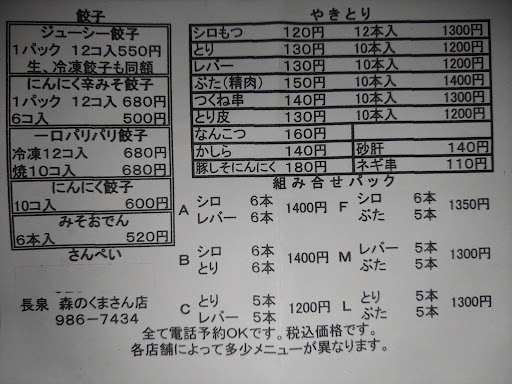 餃子
ジューシー餃子
1パック 12コ入550円
生、冷凍餃子も同額
にんにく辛みそ餃子
1パック 12コ入 680円
6コ入 500円
一口パリパリ餃子
冷凍12コ入 680円
焼10コ入 680円
にんにく餃子
10コ入 600円
みそおでん
6本入 520円
さんぺい
長泉 森のくまさん店
986-7434
やきとり
シロもつ 120円 12本入 1300円
とり 130円 10本入 1200円
レバー 130円 10本入 1200円
ぶた(精肉) 150円 10本入 1400円
つくね串 140円 10本入 1300円
とり皮 130円 10本入 1200円
なんこつ 160円
かしら 140円 砂肝 140円
豚しそにんにく 180円 ネギ串 110円
組み合せパック
A シロ 6本 レバー 6本 1400円
F シロ 6本 ぶた 5本 1350円
B シロ 6本 とり 6本 1400円
M レバー 5本 ぶた 5本 1300円
C とり 5本 レバー 5本 1200円
L とり 5本 ぶた 5本 1300円
全て電話予約OKです。税込価格です。
各店舗によって多少メニューが異なります。